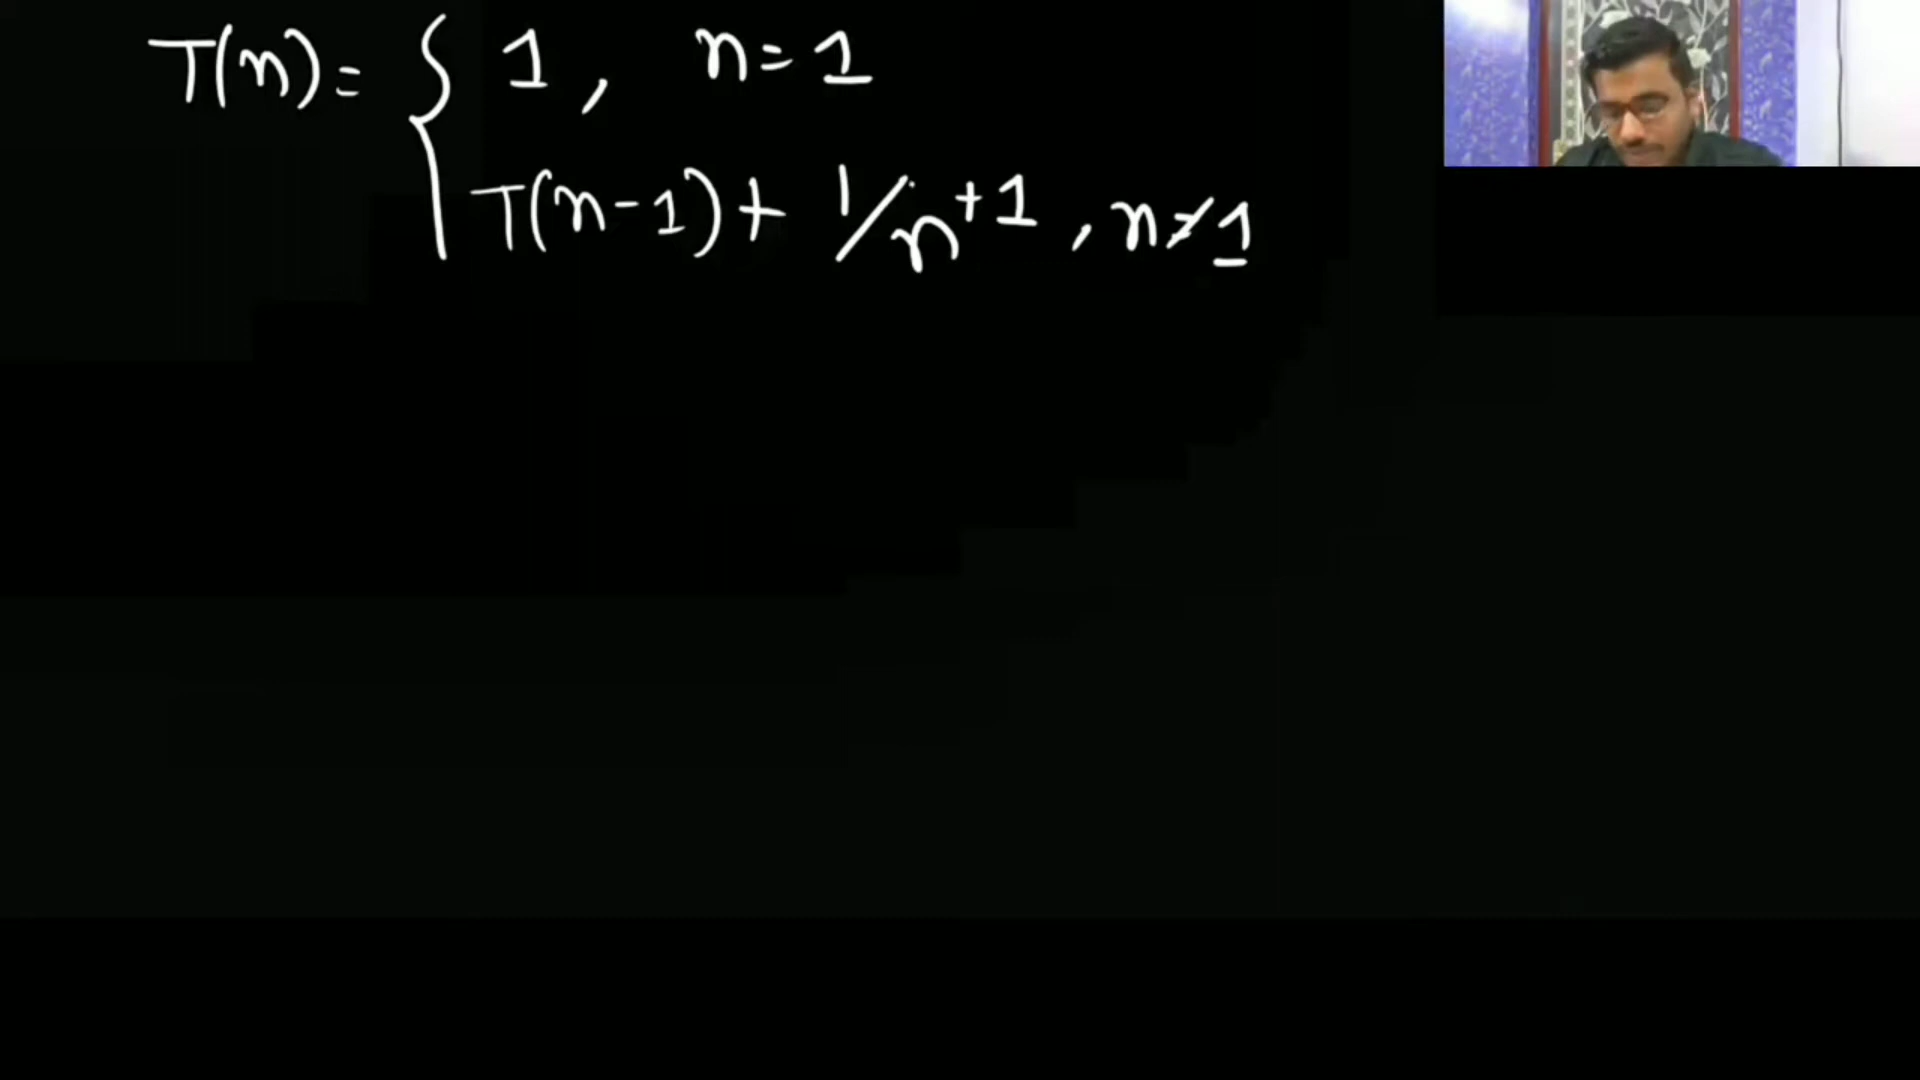 T(n) = { 1 , n = 1
T(n-1) + 1/n + 1 , n ≠ 1